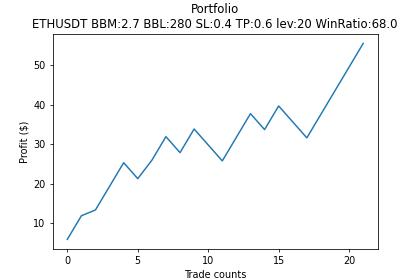 Portfolio
ETHUSDT BBM:2.7 BBL:280 SL:0.4 TP:0.6 lev:20 WinRatio:68.0
50
40
30
20
10
Profit ($)
0 5 10 15 20
Trade counts